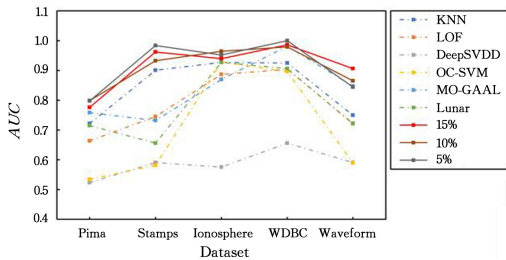 AUC
1.1
1.0
0.9
0.8
0.7
0.6
0.5
0.4
Pima Stamps Ionosphere WDBC Waveform
Dataset
KNN
LOF
DeepSVDD
OC-SVM
MO-GAAL
Lunar
15%
10%
5%